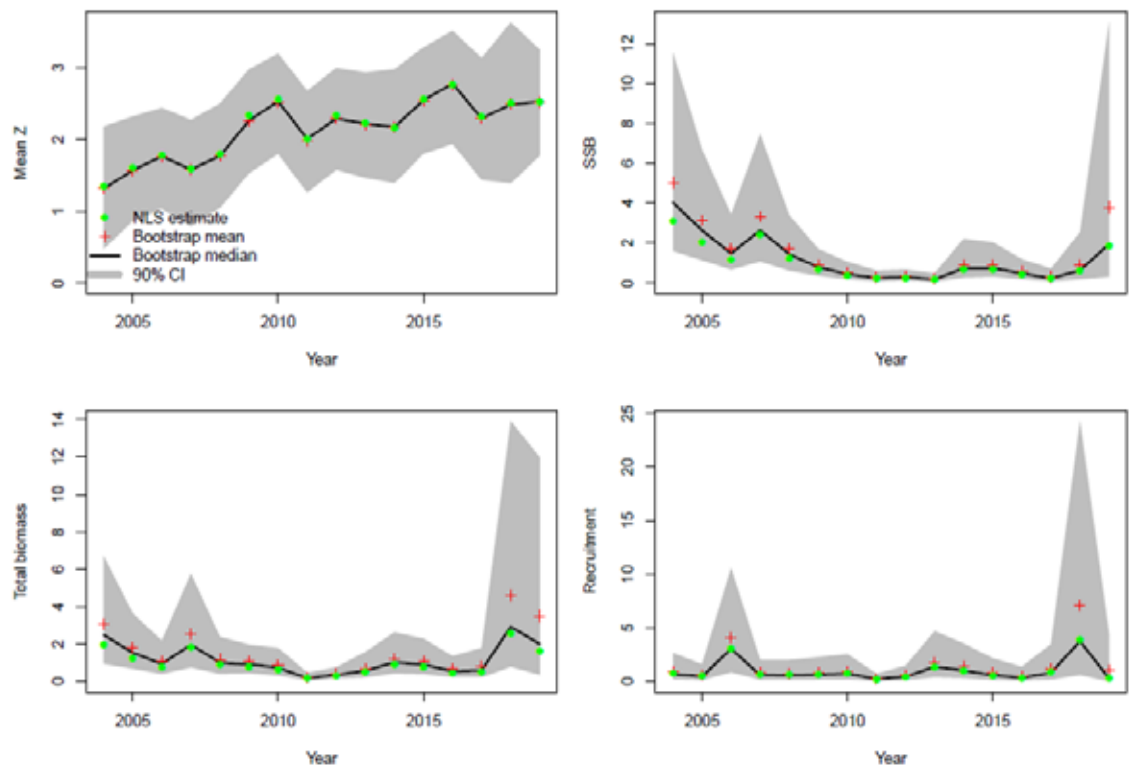 3
2
1
0
Mean Z
NLS estimate
Bootstrap mean
Bootstrap median
90% CI
2005 2010 2015
Year
12
10
8
6
4
2
0
SSB
2005 2010 2015
Year
14
12
10
8
6
4
2
0
Total biomass
2005 2010 2015
Year
25
20
15
10
5
0
Recruitment
2005 2010 2015
Year